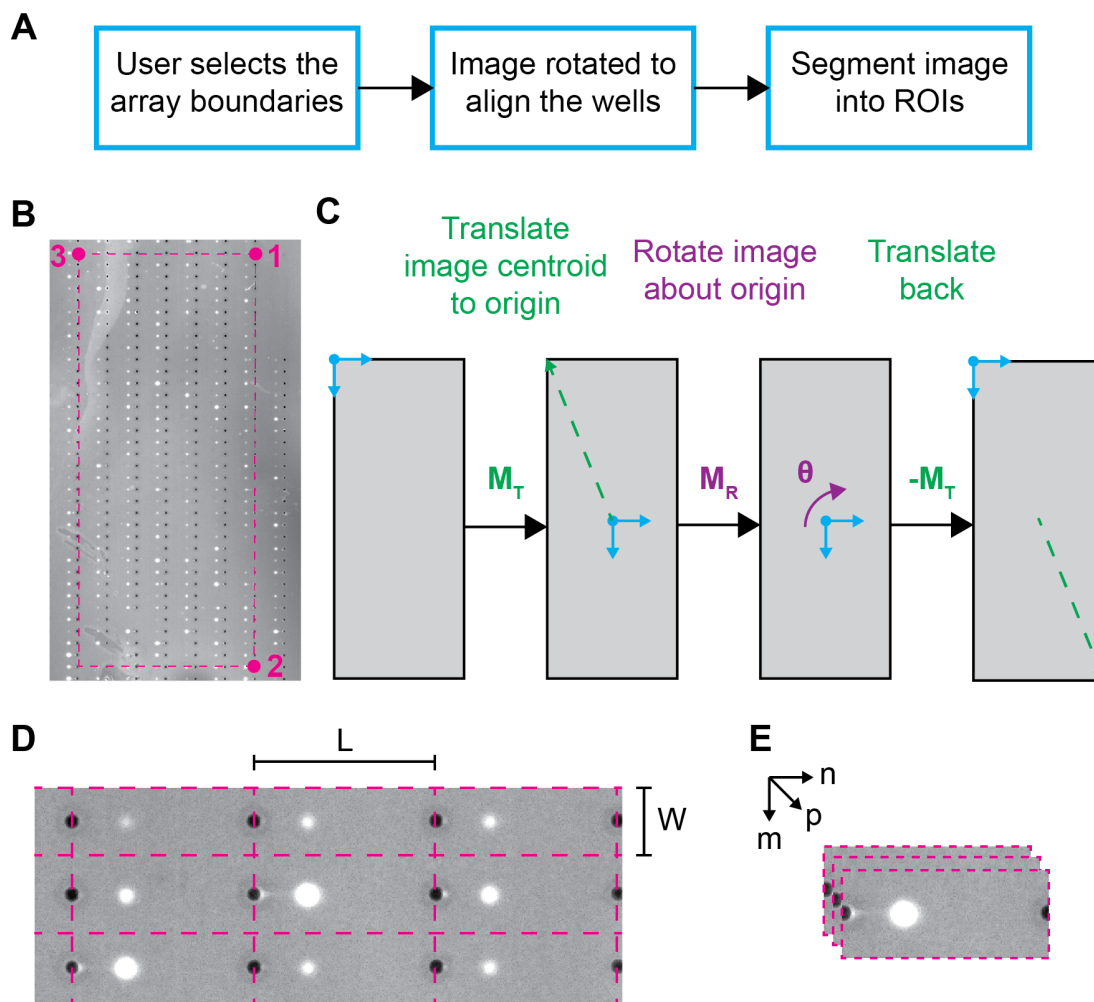 A
User selects the
array boundaries
Image rotated to
align the wells
Segment image
into ROIs
B
3
1
2
C
Translate
image centroid
to origin
Rotate image
about origin
Translate
back
M_T
M_R
θ
-M_T
D
L
W
E
n
p
m